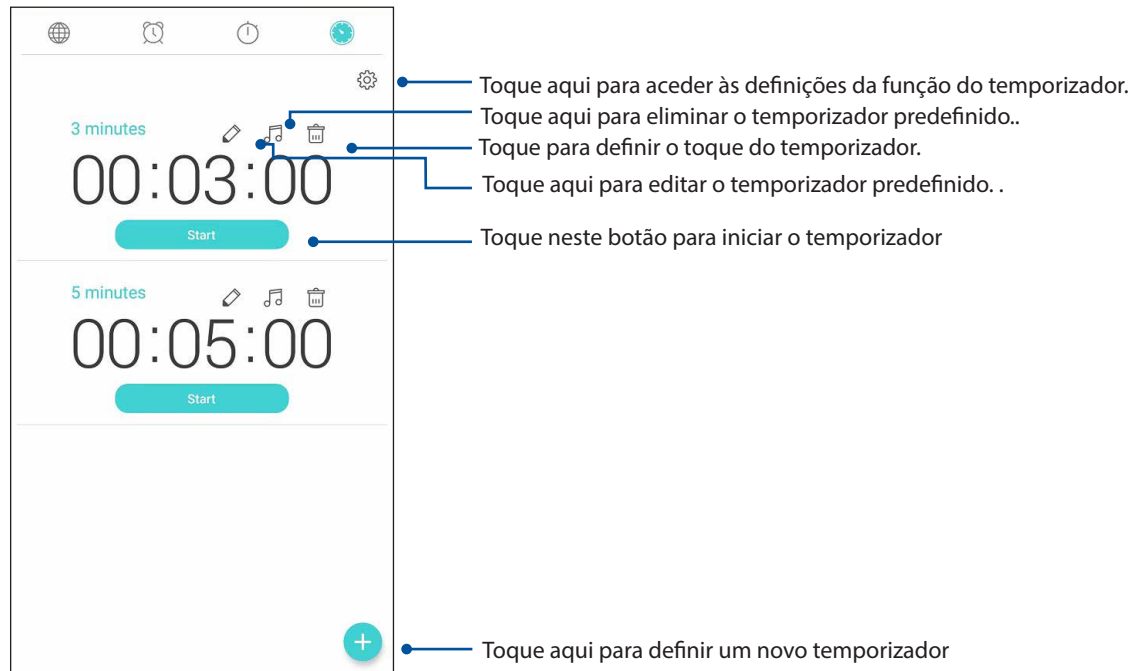 Toque aqui para aceder às definições da função do temporizador.
3 minutes
Toque aqui para eliminar o temporizador predefinido..
Toque para definir o toque do temporizador.
00:03:00
Toque aqui para editar o temporizador predefinido. .
Start
Toque neste botão para iniciar o temporizador
5 minutes
00:05:00
Start
Toque aqui para definir um novo temporizador